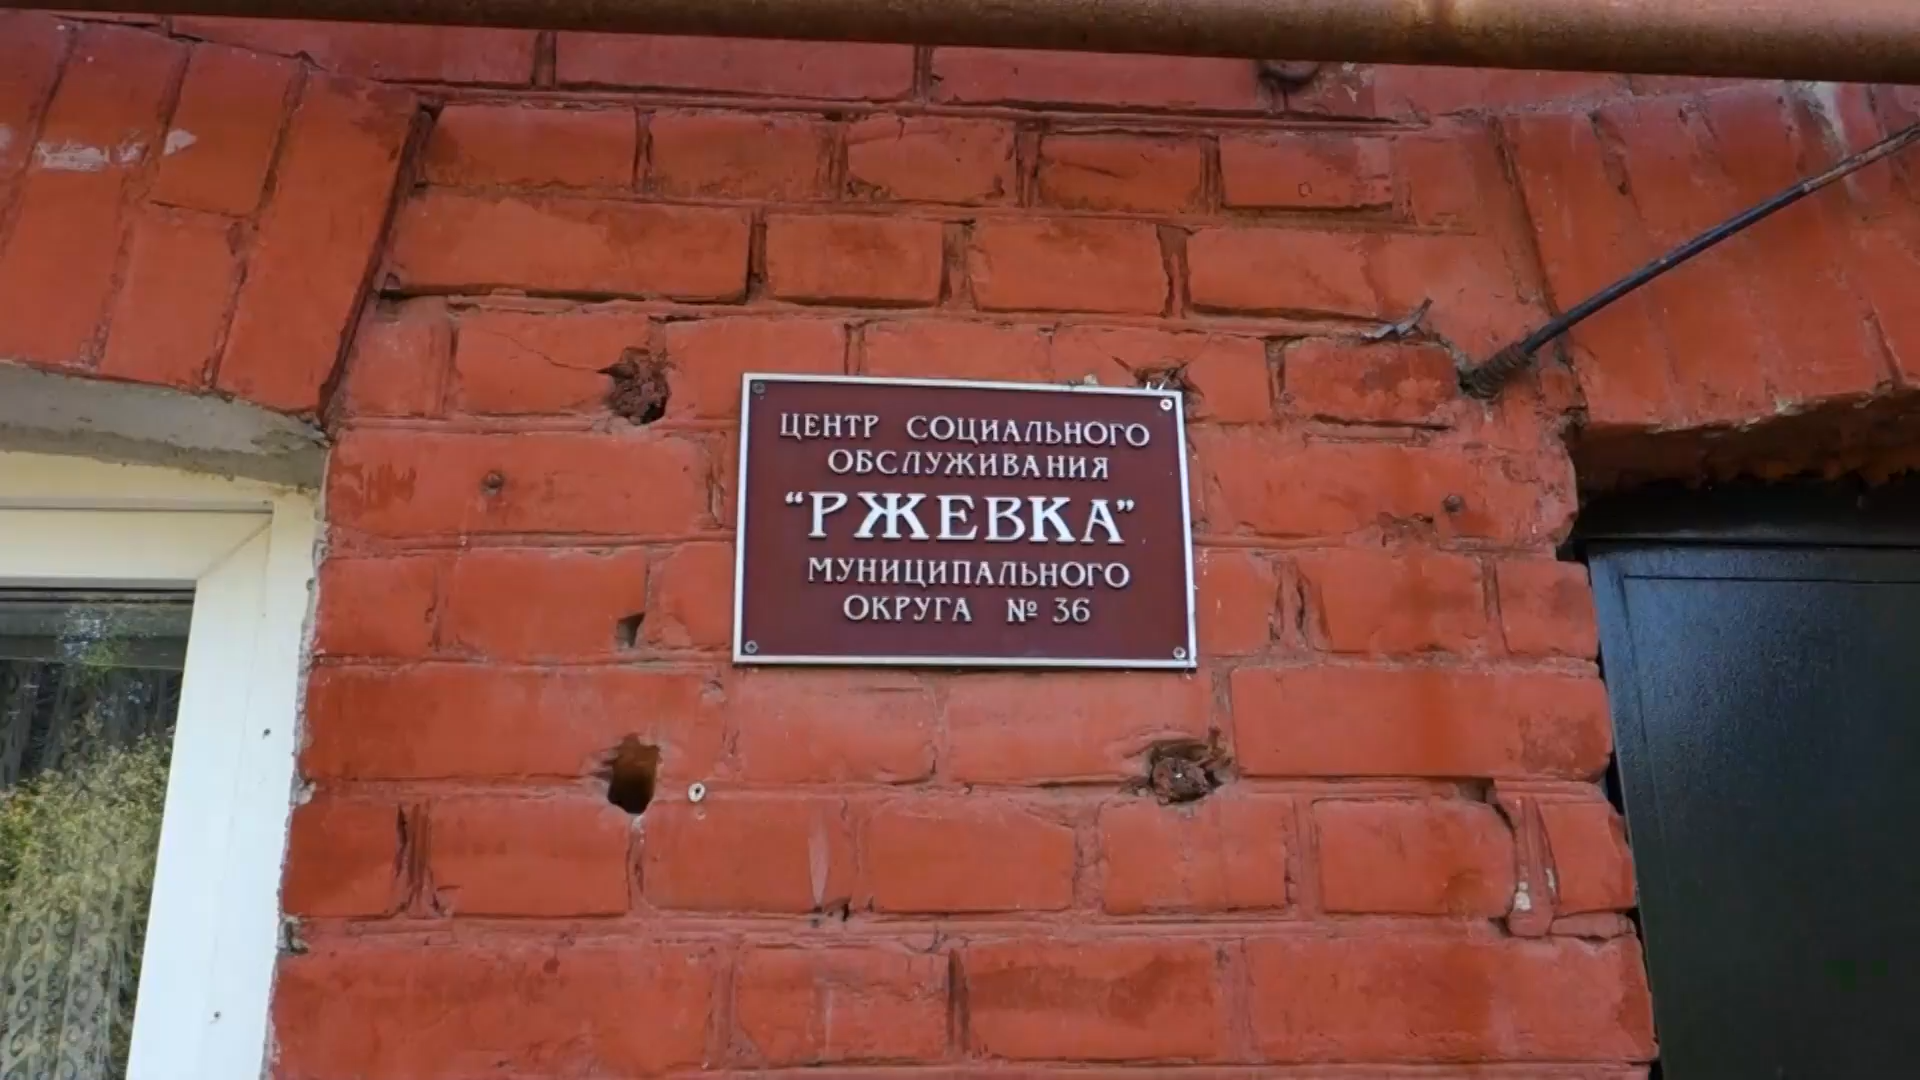 ЦЕНТР СОЦИАЛЬНОГО
ОБСЛУЖИВАНИЯ
“РЖЕВКА”
МУНИЦИПАЛЬНОГО
ОКРУГА № 36